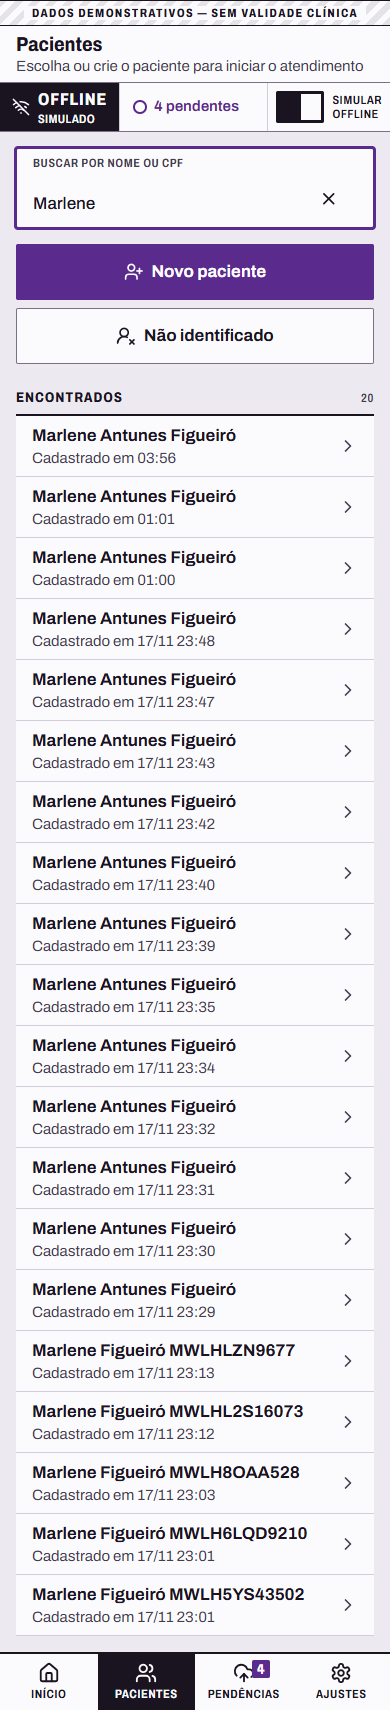 DADOS DEMONSTRATIVOS — SEM VALIDADE CLÍNICA
Pacientes
Escolha ou crie o paciente para iniciar o atendimento
OFFLINE
SIMULADO
4 pendentes
SIMULAR
OFFLINE
BUSCAR POR NOME OU CPF
Marlene
Novo paciente
Não identificado
ENCONTRADOS 20
Marlene Antunes Figueiró
Cadastrado em 03:56
Marlene Antunes Figueiró
Cadastrado em 01:01
Marlene Antunes Figueiró
Cadastrado em 01:00
Marlene Antunes Figueiró
Cadastrado em 17/11 23:48
Marlene Antunes Figueiró
Cadastrado em 17/11 23:47
Marlene Antunes Figueiró
Cadastrado em 17/11 23:43
Marlene Antunes Figueiró
Cadastrado em 17/11 23:42
Marlene Antunes Figueiró
Cadastrado em 17/11 23:40
Marlene Antunes Figueiró
Cadastrado em 17/11 23:39
Marlene Antunes Figueiró
Cadastrado em 17/11 23:35
Marlene Antunes Figueiró
Cadastrado em 17/11 23:34
Marlene Antunes Figueiró
Cadastrado em 17/11 23:32
Marlene Antunes Figueiró
Cadastrado em 17/11 23:31
Marlene Antunes Figueiró
Cadastrado em 17/11 23:30
Marlene Antunes Figueiró
Cadastrado em 17/11 23:29
Marlene Figueiró MWLHLZN9677
Cadastrado em 17/11 23:13
Marlene Figueiró MWLHL2S16073
Cadastrado em 17/11 23:12
Marlene Figueiró MWLH8OAA528
Cadastrado em 17/11 23:03
Marlene Figueiró MWLH6LQD9210
Cadastrado em 17/11 23:01
Marlene Figueiró MWLH5YS43502
Cadastrado em 17/11 23:01
4
INÍCIO
PACIENTES
PENDÊNCIAS
AJUSTES